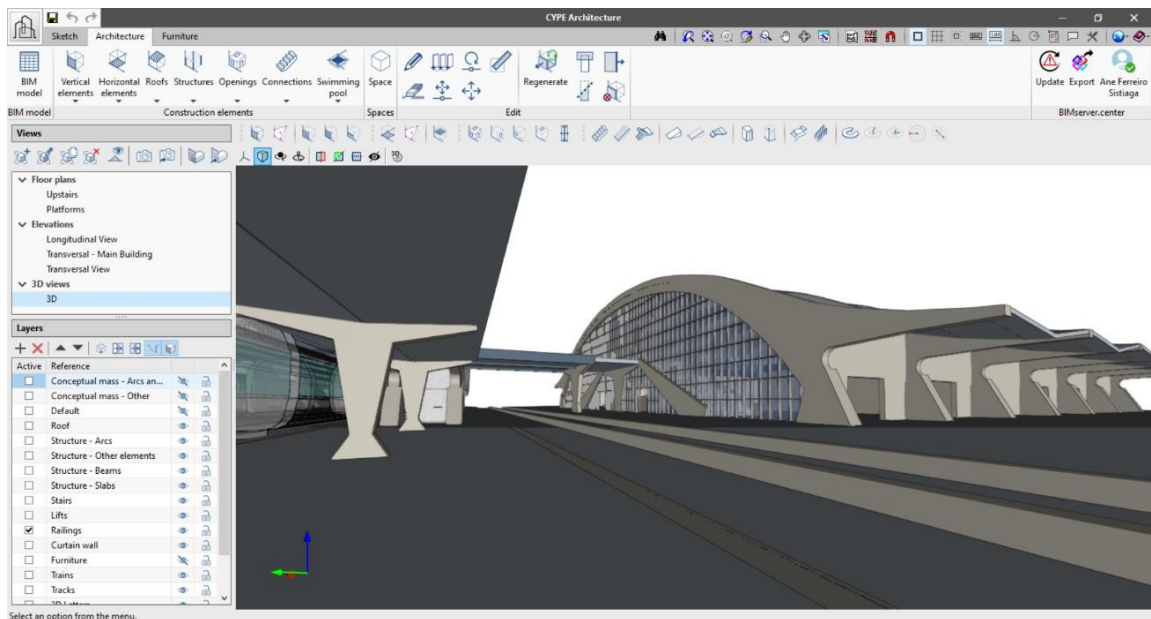 CYPE Architecture
Sketch Architecture Furniture
BIM model
Vertical elements
Horizontal elements
Roofs
Structures
Openings
Connections
Swimming pool
Space
Regenerate
Update
Export
Ane Ferreiro Sistiaga
BIM model
Construction elements
Spaces
Edit
BIMserver.center
Views
Floor plans
Upstairs
Platforms
Elevations
Longitudinal View
Transversal - Main Building
Transversal View
3D views
3D
Layers
Active Reference
Conceptual mass - Arcs an...
Conceptual mass - Other
Default
Roof
Structure - Arcs
Structure - Other elements
Structure - Beams
Structure - Slabs
Stairs
Lifts
Railings
Curtain wall
Furniture
Trains
Tracks
3D Letters
Select an option from the menu.